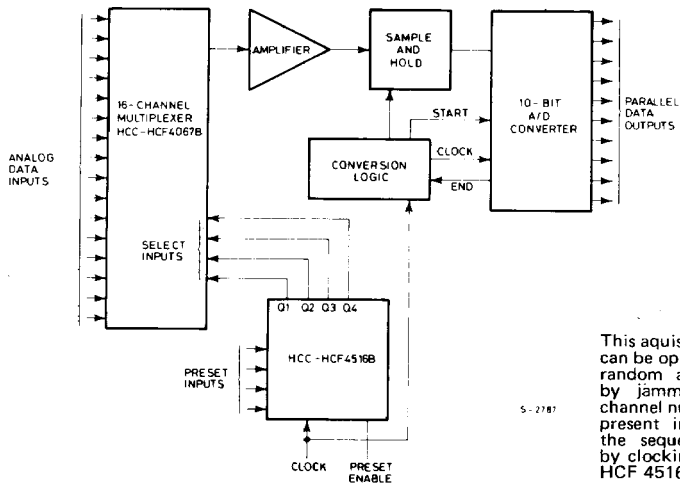 AMPLIFIER
SAMPLE
AND
HOLD
16-CHANNEL
MULTIPLEXER
HCC-HCF4067B
10-BIT
A/D
CONVERTER
PARALLEL
DATA
OUTPUTS
START
CLOCK
END
CONVERSION
LOGIC
ANALOG
DATA
INPUTS
SELECT
INPUTS
Q1 Q2 Q3 Q4
HCC-HCF4516B
PRESET
INPUTS
CLOCK
PRESET
ENABLE
S-2787
This aquis
can be op
random a
by jamm
channel n
present in
the seque
by clockin
HCF 4516